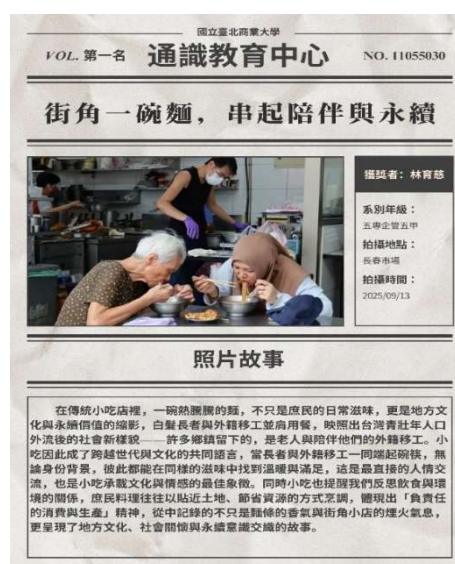 國立臺北商業大學
VOL. 第一名
通識教育中心
NO. 11055030
街角一碗麵，串起陪伴與永續
獲獎者：林育慈
系別年級：
五專企管五甲
拍攝地點：
長春市場
拍攝時間：
2025/09/13
照片故事
在傳統小吃店裡，一碗熱騰騰的麵，不只是庶民的日常滋味，更是地方文
化與永續價值的縮影，白髮長者與外籍移工並肩用餐，映照出台灣青壯年人口
外流後的社會新樣貌——許多鄉鎮留下的，是老人與陪伴他們的外籍移工。小
吃因此成了跨越世代與文化的共同語言，當長者與外籍移工一同端起碗筷，無
論身份背景，彼此都能在同樣的滋味中找到溫暖與滿足，這是最直接的人情交
流，也是小吃承載文化與情感的最佳象徵。同時小吃也提醒我們反思飲食與環
境的關係，庶民料理往往以貼近土地、節省資源的方式烹調，體現出「負責任
的消費與生產」精神，從中記錄的不只是麵條的香氣與街角小店的煙火氣息，
更呈現了地方文化、社會關懷與永續意識交織的故事。